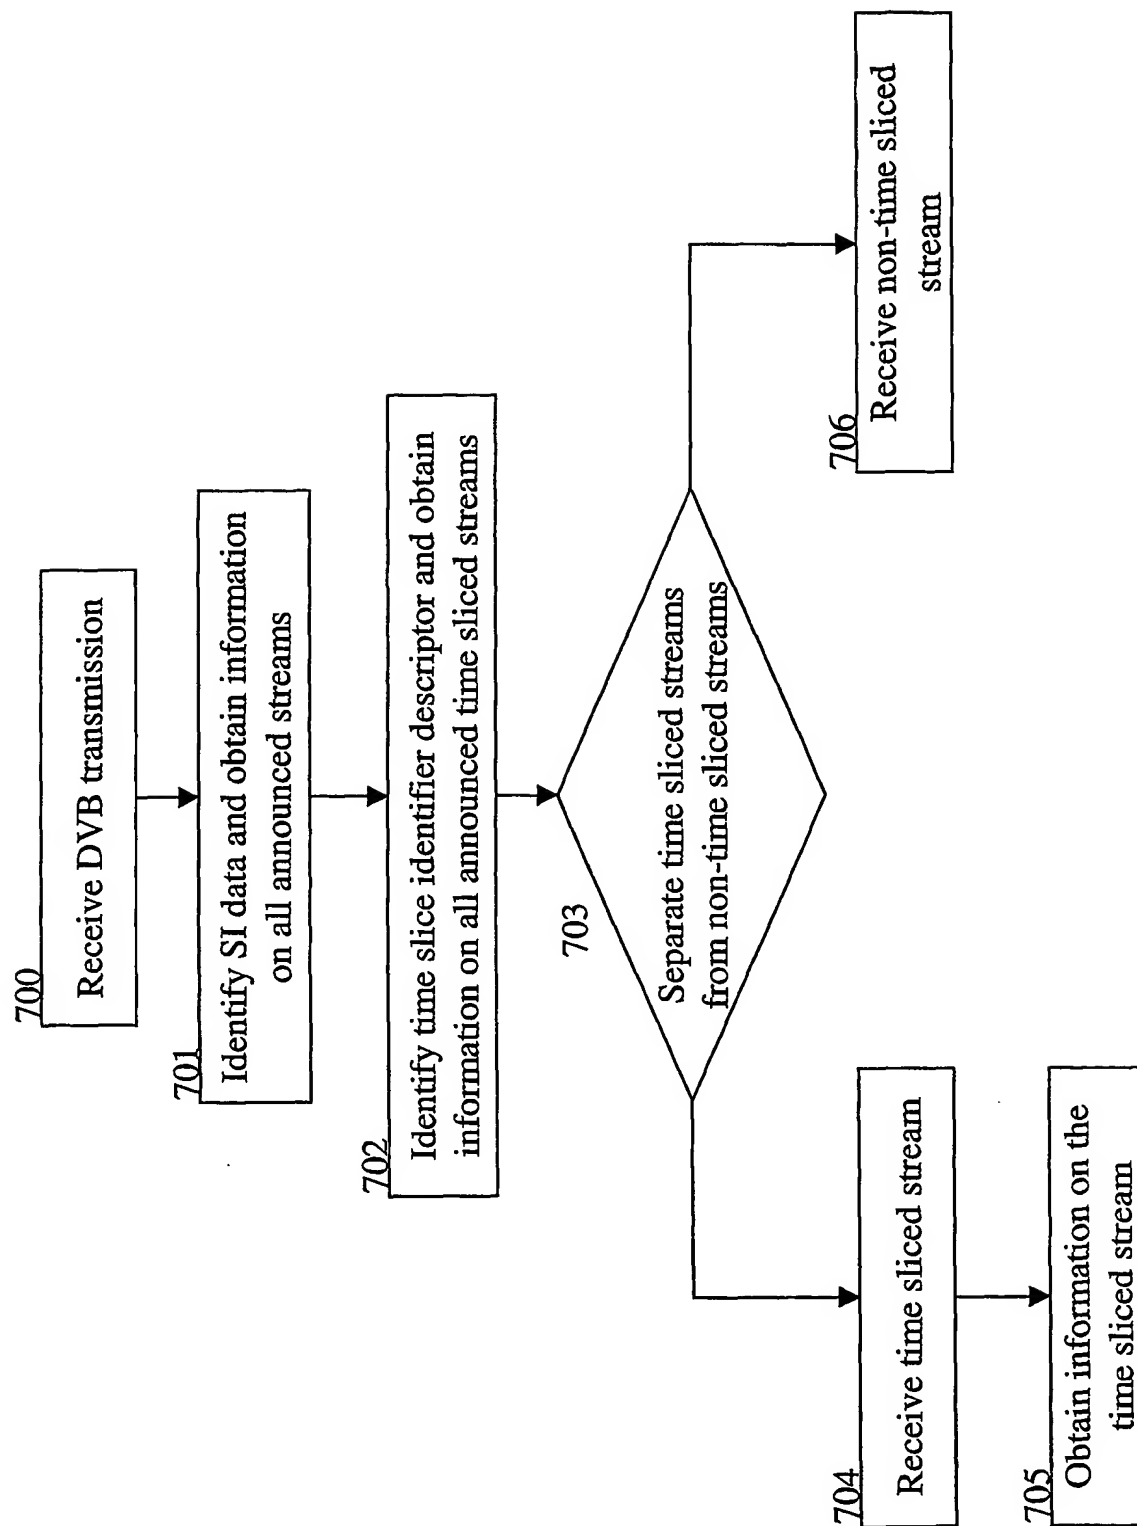 700
Receive DVB transmission
701
Identify SI data and obtain information
on all announced streams
702
Identify time slice identifier descriptor and obtain
information on all announced time sliced streams
703
Separate time sliced streams
from non-time sliced streams
704
Receive time sliced stream
705
Obtain information on the
time sliced stream
706
Receive non-time sliced
stream